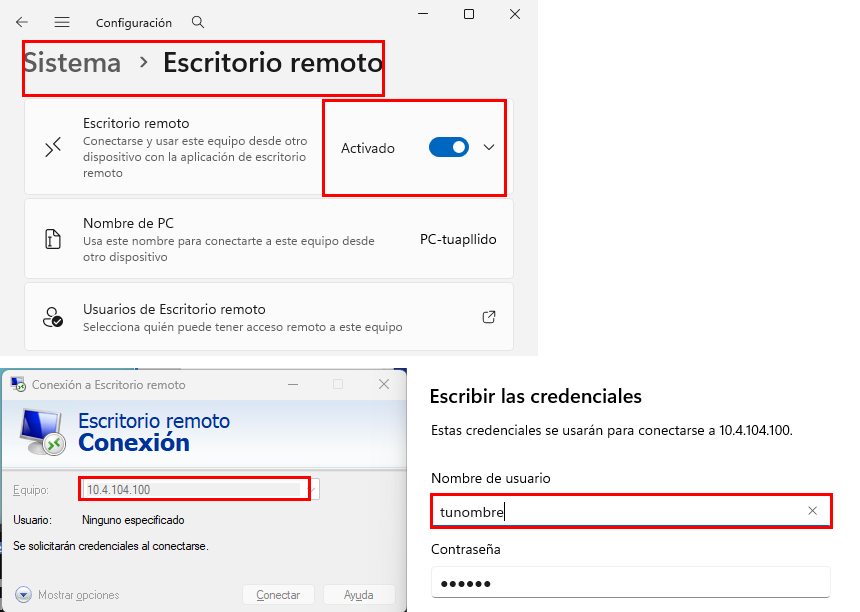 Configuración
Sistema > Escritorio remoto
Escritorio remoto
Conectarse y usar este equipo desde otro
dispositivo con la aplicación de escritorio
remoto
Activado
Nombre de PC
Usa este nombre para conectarte a este equipo desde
otro dispositivo
PC-tuapllido
Usuarios de Escritorio remoto
Selecciona quién puede tener acceso remoto a este equipo
Conexión a Escritorio remoto
Escritorio remoto
Conexión
Equipo: 10.4.104.100
Usuario: Ninguno especificado
Se solicitarán credenciales al conectarse.
Mostrar opciones
Conectar
Ayuda
Escribir las credenciales
Estas credenciales se usarán para conectarse a 10.4.104.100.
Nombre de usuario
tunombre
Contraseña
••••••